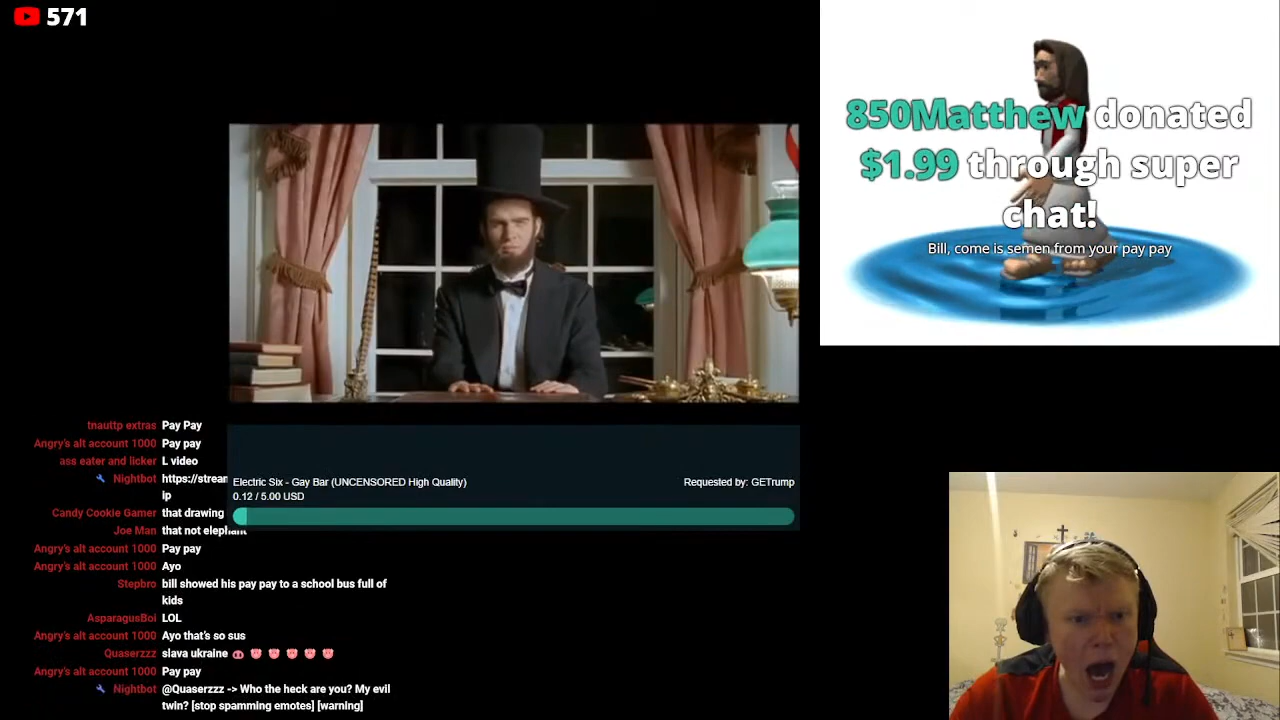 571
850Matthew donated
$1.99 through super
chat!
Bill, come is semen from your pay pay
tnauttp extras Pay Pay
Angry's alt account 1000 Pay pay
ass eater and licker L video
Nightbot https://stream
ip
Candy Cookie Gamer that drawing
Joe Man that not elephant
Angry's alt account 1000 Pay pay
Angry's alt account 1000 Ayo
Stepbro bill showed his pay pay to a school bus full of
kids
AsparagusBoi LOL
Angry's alt account 1000 Ayo that's so sus
Quaserzzz slava ukraine
Angry's alt account 1000 Pay pay
Nightbot @Quaserzzz -> Who the heck are you? My evil
twin? [stop spamming emotes] [warning]
Electric Six - Gay Bar (UNCENSORED High Quality) Requested by: GETrump
0.12 / 5.00 USD